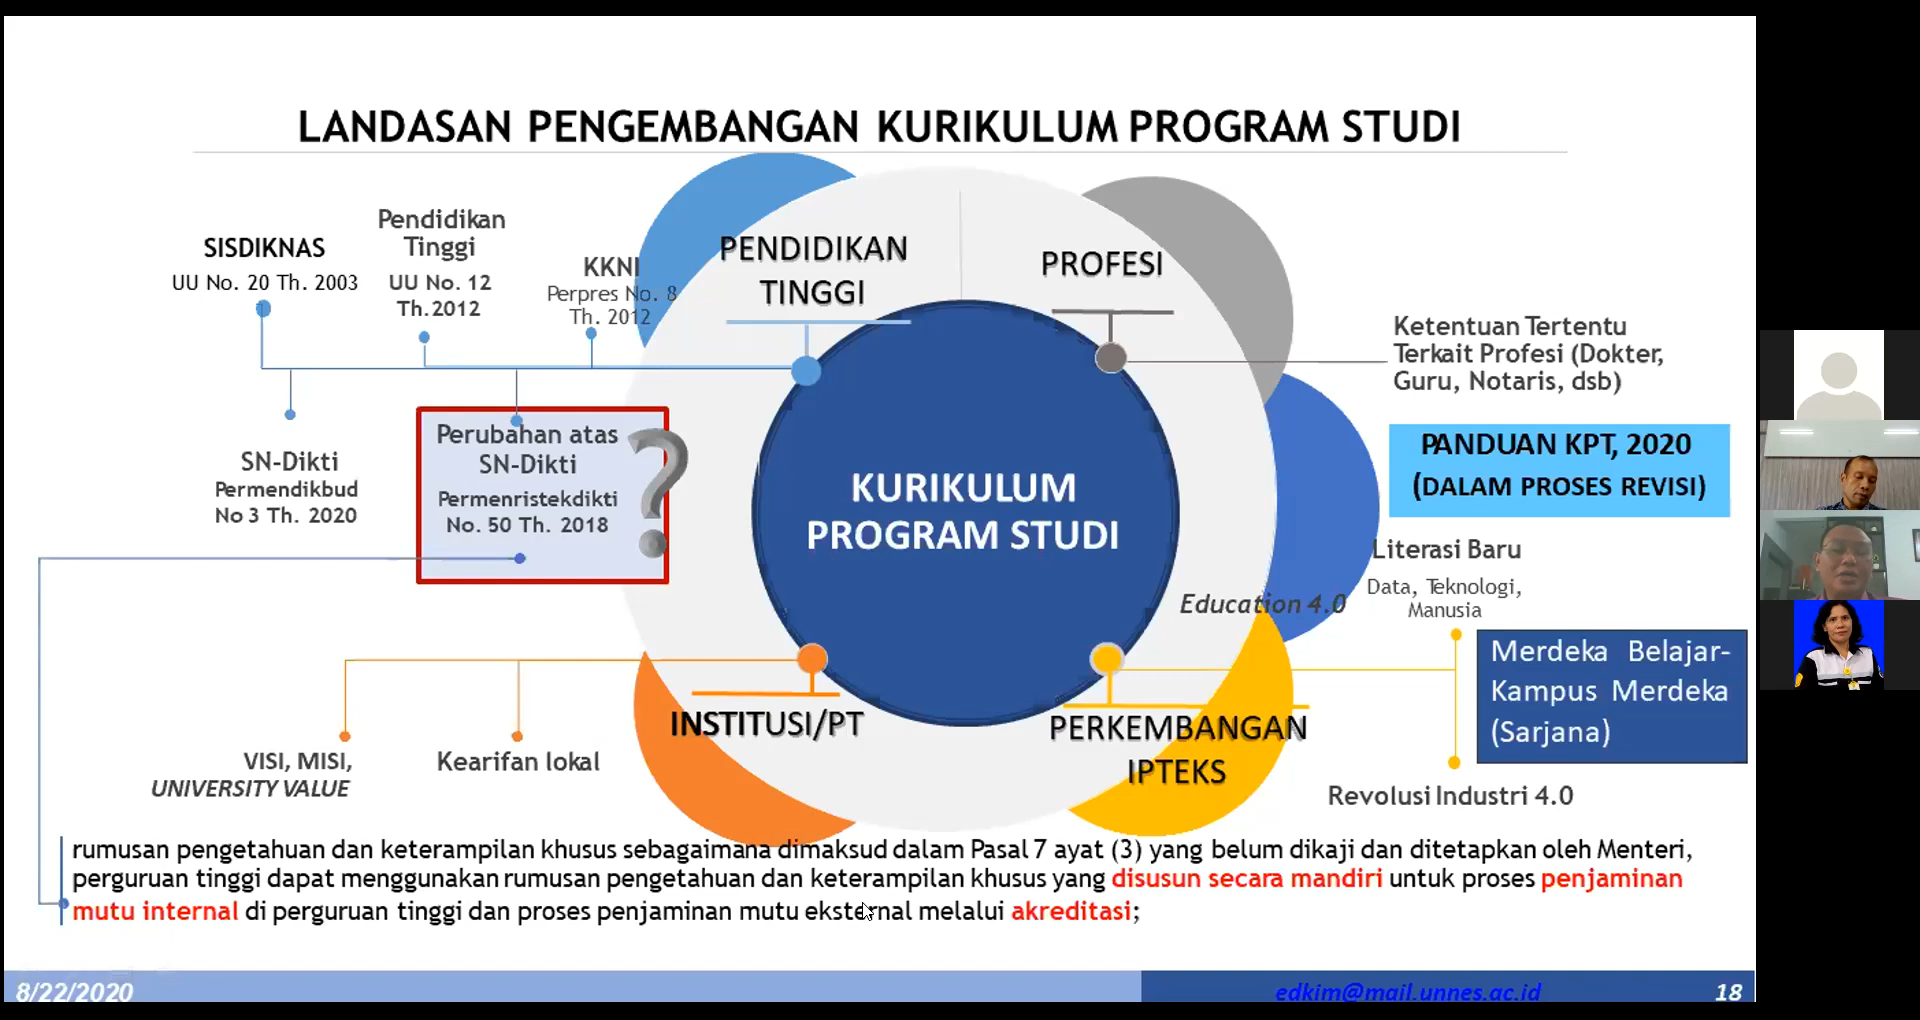 LANDASAN PENGEMBANGAN KURIKULUM PROGRAM STUDI
SISDIKNAS
UU No. 20 Th. 2003
Pendidikan
Tinggi
UU No. 12
Th.2012
KKNI
Perpres No. 8
Th. 2012
PENDIDIKAN
TINGGI
PROFESI
Ketentuan Tertentu
Terkait Profesi (Dokter,
Guru, Notaris, dsb)
SN-Dikti
Permendikbud
No 3 Th. 2020
Perubahan atas
SN-Dikti
Permenristekdikti
No. 50 Th. 2018
?
KURIKULUM
PROGRAM STUDI
PANDUAN KPT, 2020
(DALAM PROSES REVISI)
Literasi Baru
Data, Teknologi,
Manusia
Education 4.0
Merdeka Belajar-
Kampus Merdeka
(Sarjana)
INSTITUSI/PT
PERKEMBANGAN
IPTEKS
VISI, MISI,
UNIVERSITY VALUE
Kearifan lokal
Revolusi Industri 4.0
rumusan pengetahuan dan keterampilan khusus sebagaimana dimaksud dalam Pasal 7 ayat (3) yang belum dikaji dan ditetapkan oleh Menteri,
perguruan tinggi dapat menggunakan rumusan pengetahuan dan keterampilan khusus yang disusun secara mandiri untuk proses penjaminan
mutu internal di perguruan tinggi dan proses penjaminan mutu eksternal melalui akreditasi;
8/22/2020
edkim@mail.unnes.ac.id
18